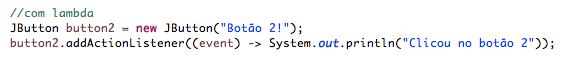 //com lambda
JButton button2 = new JButton("Botão 2!");
button2.addActionListener((event) -> System.out.println("Clicou no botão 2"));